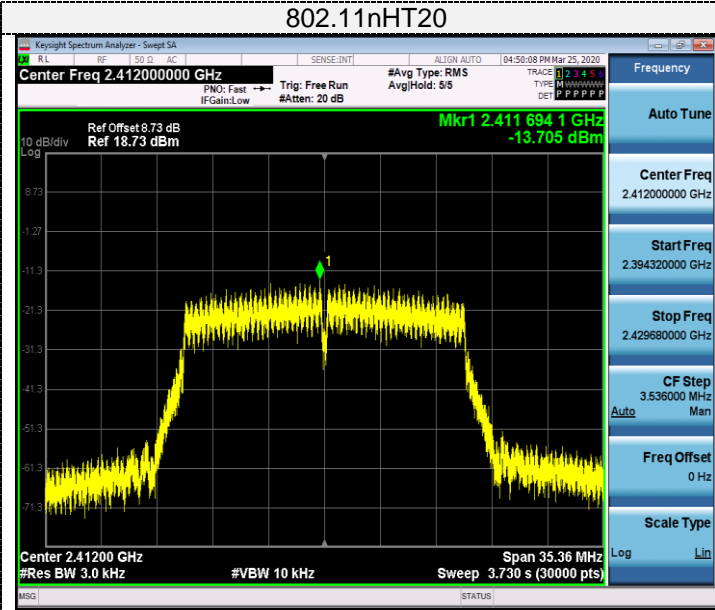 802.11nHT20
Keysight Spectrum Analyzer - Swept SA
LXI RL RF 50 Ω AC SENSE:INT ALIGN AUTO 04:50:08 PM Mar 25, 2020
Center Freq 2.412000000 GHz
PNO: Fast
IFGain:Low
Trig: Free Run
#Atten: 20 dB
#Avg Type: RMS
Avg|Hold: 5/5
TRACE 1 2 3 4 5 6
TYPE M WWWWW
DET P P P P P P
Mkr1 2.411 694 1 GHz
-13.705 dBm
Ref Offset 8.73 dB
10 dB/div Ref 18.73 dBm
Log
8.73
-1.27
-11.3
1
-21.3
-31.3
-41.3
-51.3
-61.3
-71.3
Center 2.41200 GHz Span 35.36 MHz
#Res BW 3.0 kHz #VBW 10 kHz Sweep 3.730 s (30000 pts)
MSG STATUS
Frequency
Auto Tune
Center Freq
2.412000000 GHz
Start Freq
2.394320000 GHz
Stop Freq
2.429680000 GHz
CF Step
3.536000 MHz
Auto Man
Freq Offset
0 Hz
Scale Type
Log Lin